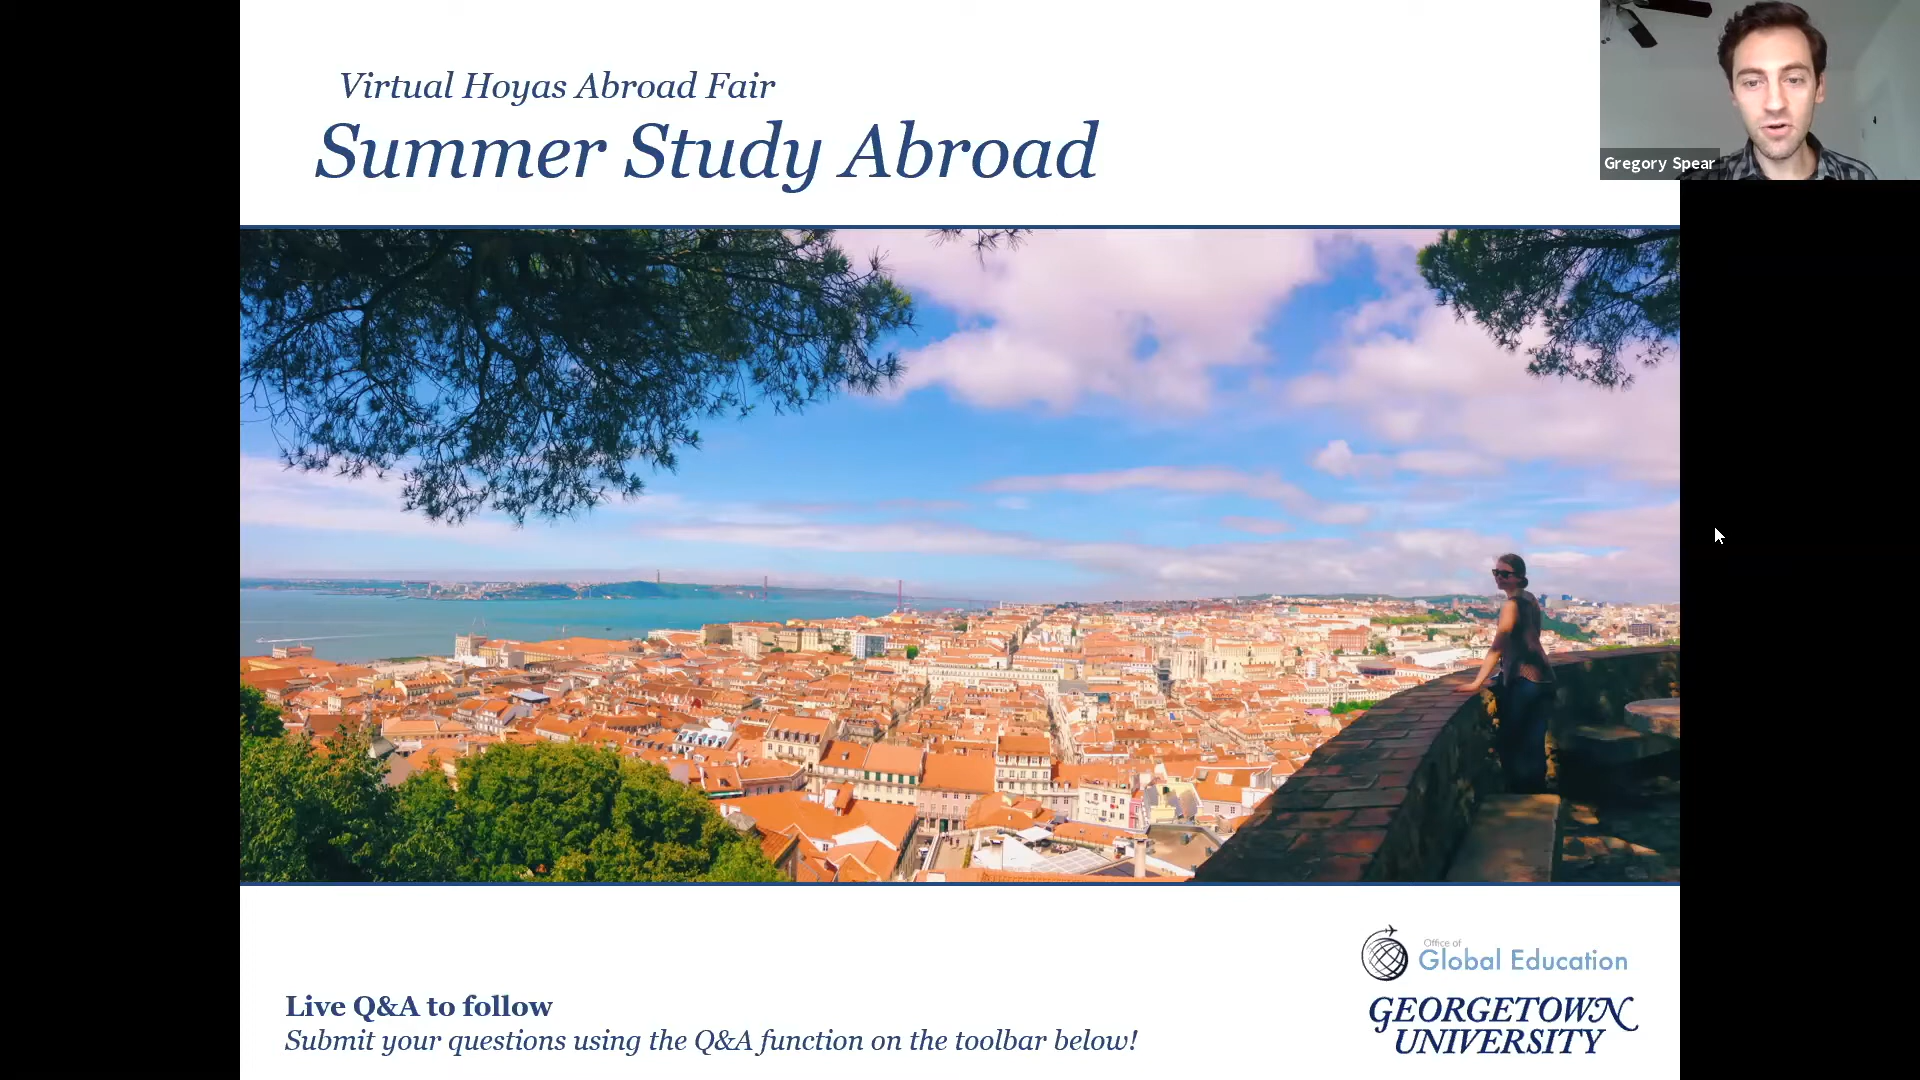 Virtual Hoyas Abroad Fair
Summer Study Abroad
Gregory Spear
Office of
Global Education
GEORGETOWN
UNIVERSITY
Live Q&A to follow
Submit your questions using the Q&A function on the toolbar below!